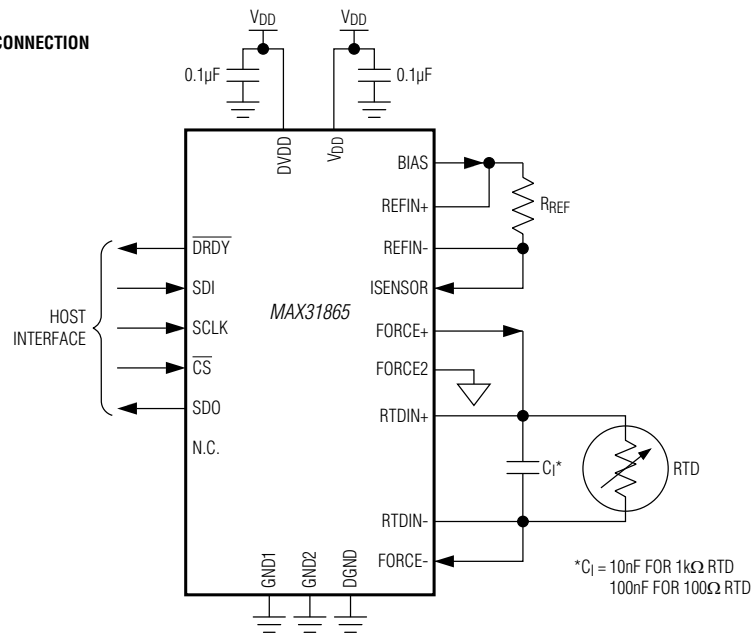 CONNECTION
VDD
VDD
0.1µF
0.1µF
DVDD
VDD
BIAS
REFIN+
RREF
REFIN-
ISENSOR
DRDY
SDI
SCLK
CS
SDO
N.C.
HOST
INTERFACE
MAX31865
FORCE+
FORCE2
RTDIN+
CI*
RTD
RTDIN-
FORCE-
GND1
GND2
DGND
*CI = 10nF FOR 1kΩ RTD
100nF FOR 100Ω RTD